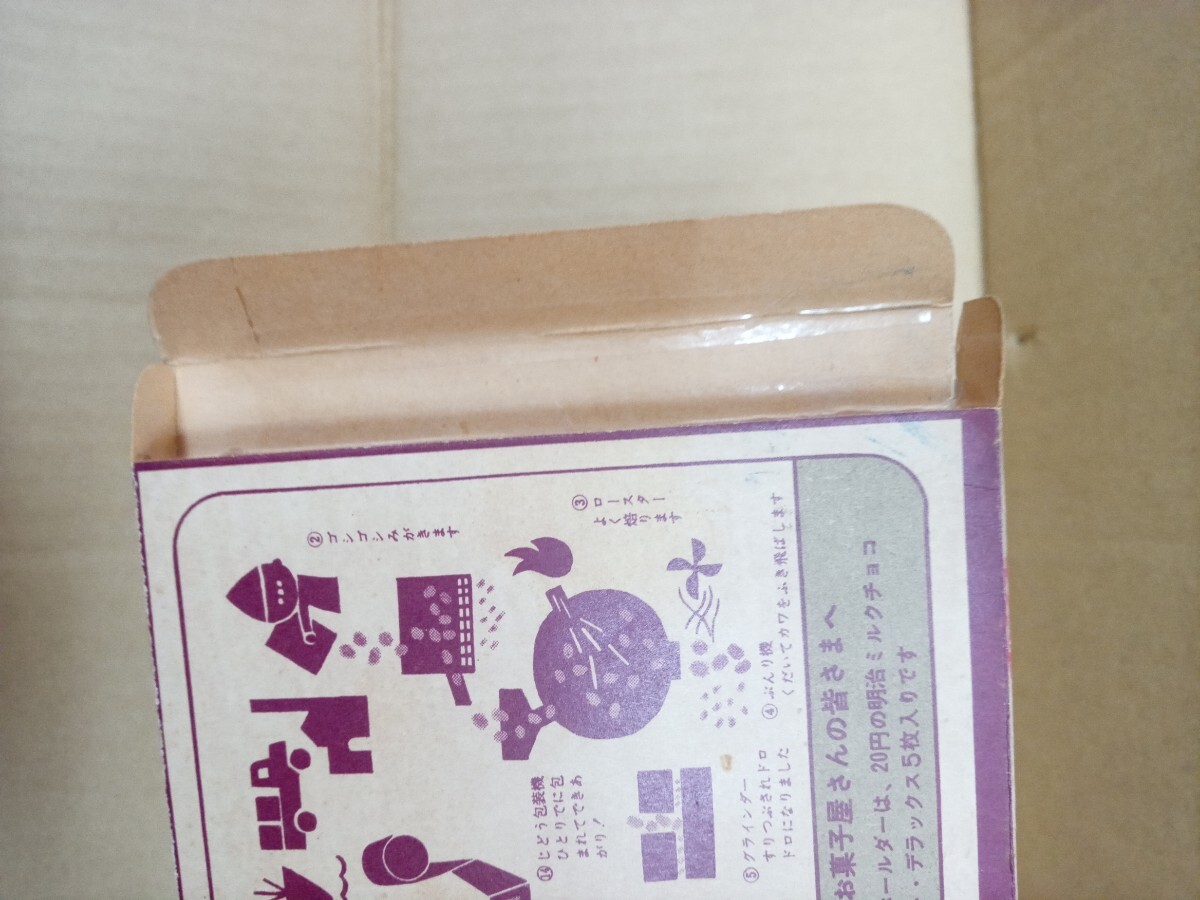 ②ゴシゴシみがきます
③ロースター
よく焙ります
④ぶんり機
くだいてカワをふき飛ばします
⑤グラインダー
すりつぶされドロ
ドロになりました
⑭じどう包装機
ひとりでに包
まれてできあ
がり!
お菓子屋さんの皆さまへ
ールダーは、20円の明治ミルクチョコ
・デラックス5枚入りです